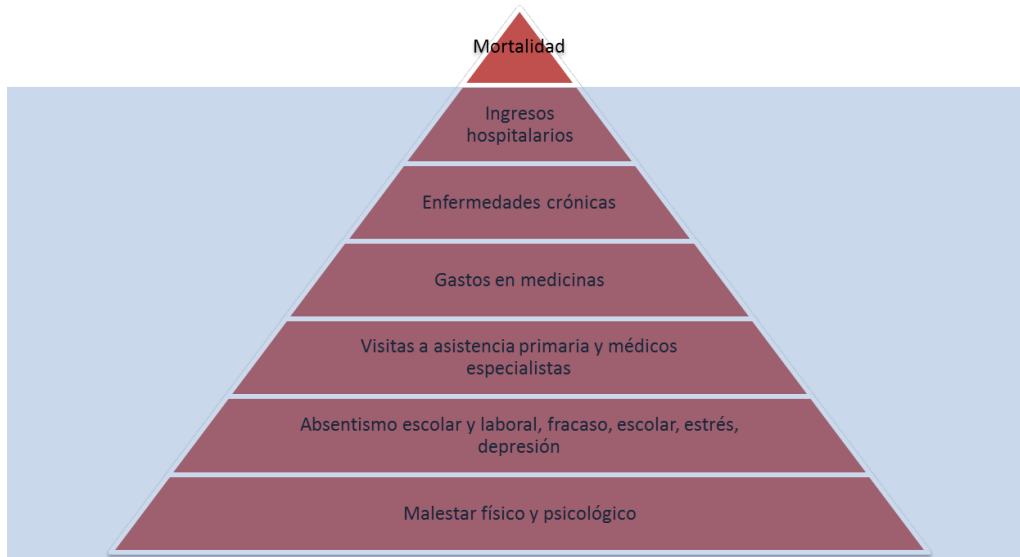 Mortalidad
Ingresos
hospitalarios
Enfermedades crónicas
Gastos en medicinas
Visitas a asistencia primaria y médicos
especialistas
Absentismo escolar y laboral, fracaso, escolar, estrés,
depresión
Malestar físico y psicológico